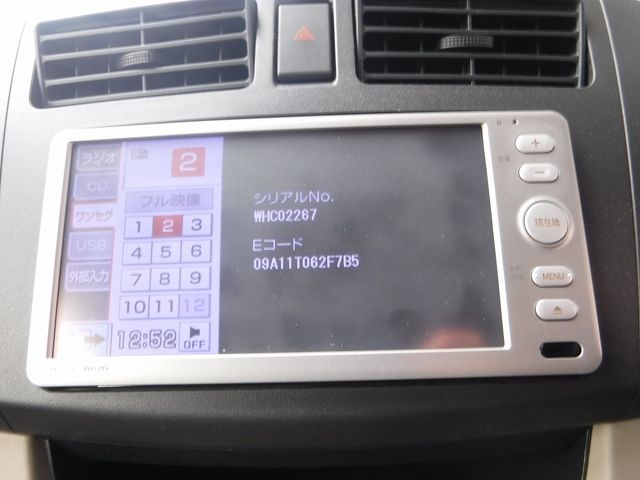 ラジオ
2
CD
フル映像
ワンセグ
1 2 3
4 5 6
USB
7 8 9
外部入力
10 11 12
12:52
OFF
シリアルNo.
WHC02267
Eコード
09A11T062F7B5
+
−
現在地
MENU